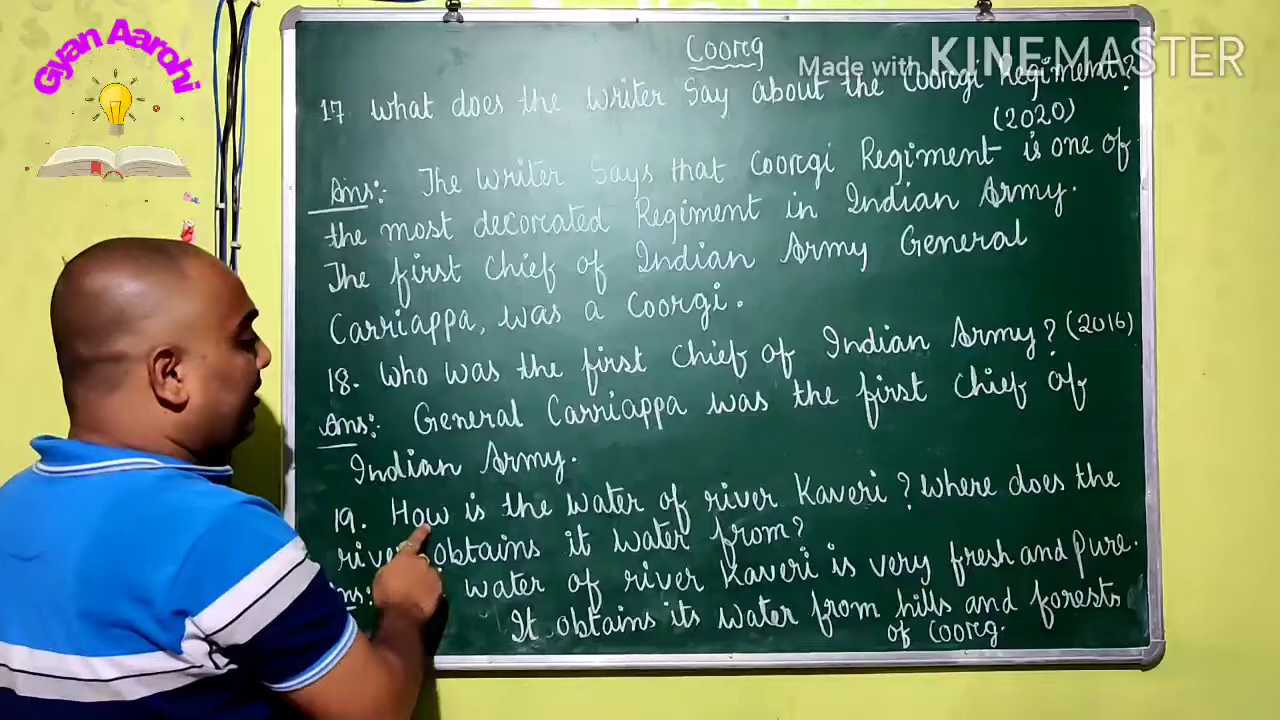 Gyan Aarohi
Made with KINEMASTER
Coorg
17 What does the writer Say about the Coorgi Regiment?
(2020)
Ans:- The writer Says that Coorgi Regiment is one of
the most decorated Regiment in Indian Army.
The first Chief of Indian Army General
Carriappa, was a Coorgi.
18. Who was the first Chief of Indian Army? (2016)
Ans:- General Carriappa was the first Chief of
Indian Army.
19. How is the water of river Kaveri? Where does the
river obtains it water from?
ns: water of river Kaveri is very fresh and pure.
It obtains its water from hills and forests
of Coorg.